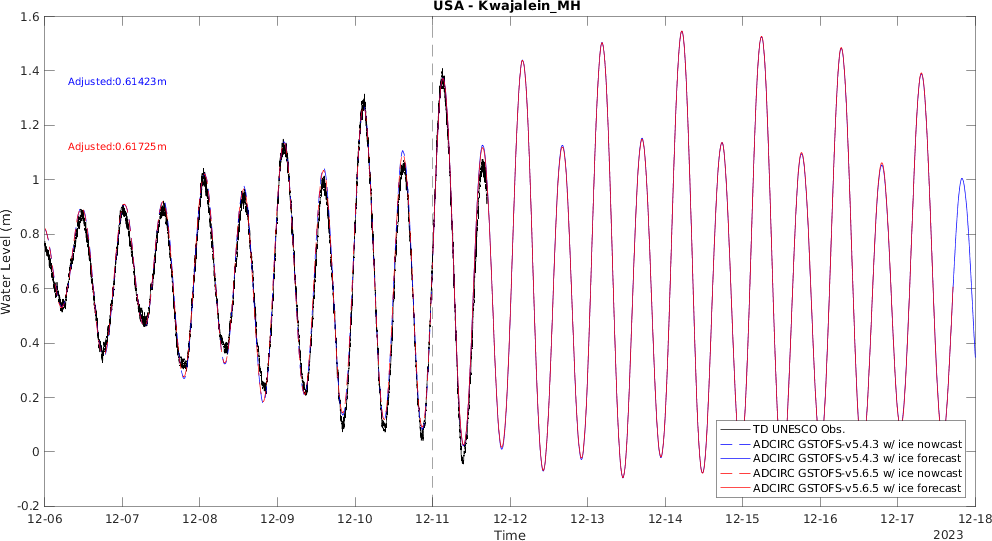 USA - Kwajalein_MH
1.6
1.4
1.2
1
0.8
0.6
0.4
0.2
0
-0.2
Water Level (m)
Adjusted:0.61423m
Adjusted:0.61725m
TD UNESCO Obs.
ADCIRC GSTOFS-v5.4.3 w/ ice nowcast
ADCIRC GSTOFS-v5.4.3 w/ ice forecast
ADCIRC GSTOFS-v5.6.5 w/ ice nowcast
ADCIRC GSTOFS-v5.6.5 w/ ice forecast
12-06 12-07 12-08 12-09 12-10 12-11 12-12 12-13 12-14 12-15 12-16 12-17 12-18
Time
2023